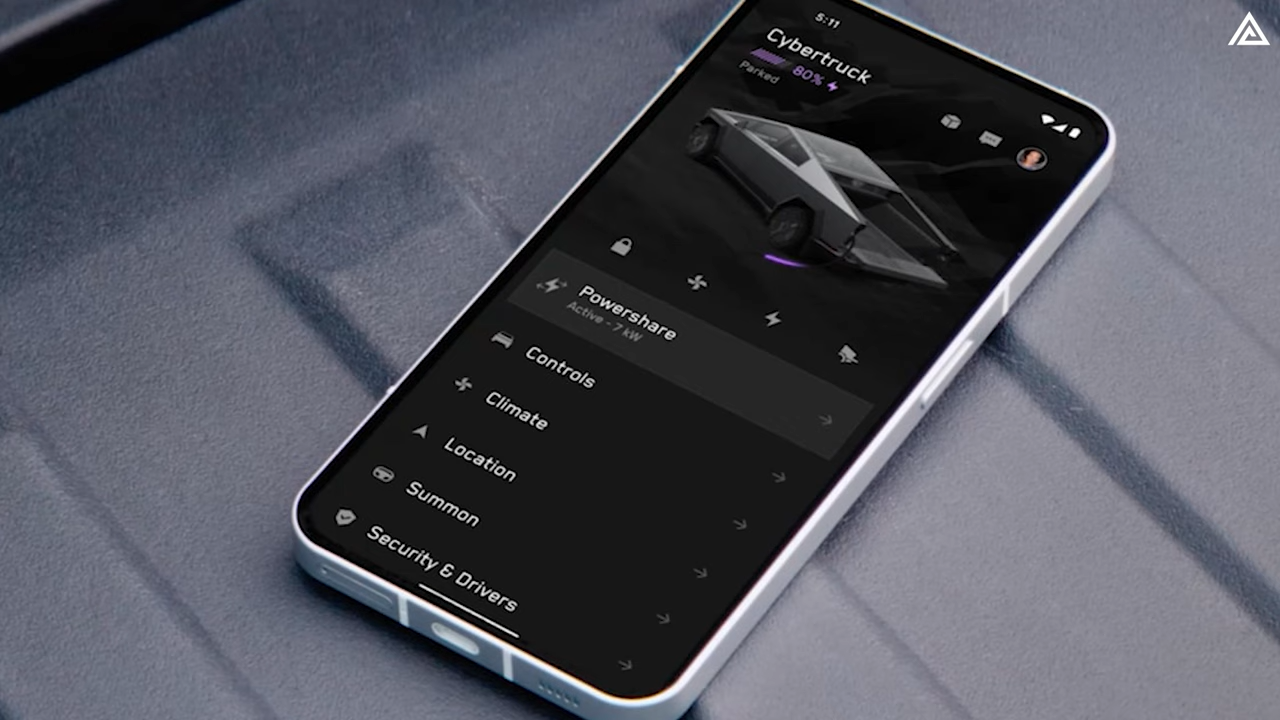 5:11
Cybertruck
80%
Parked
Powershare
Active - 7 kW
Controls
Climate
Location
Summon
Security & Drivers